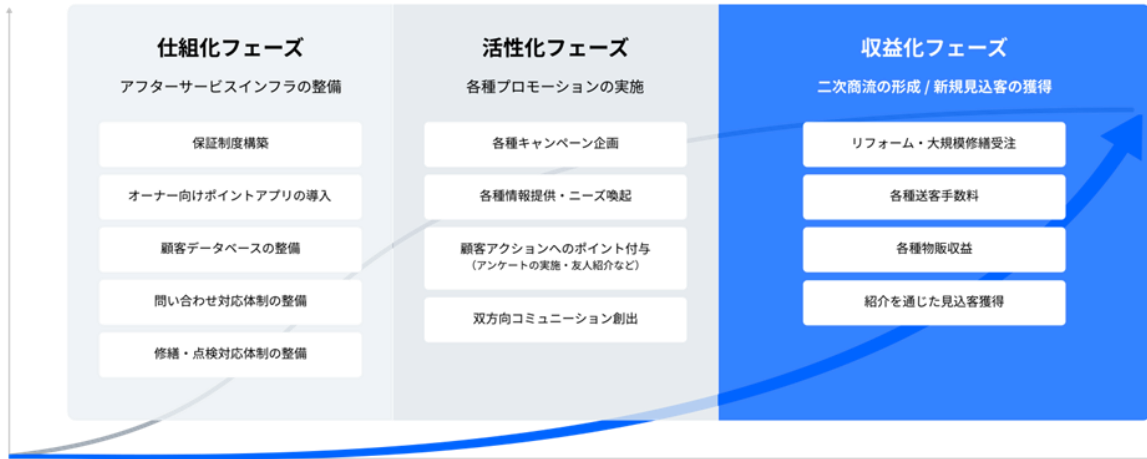 仕組化フェーズ
アフターサービスインフラの整備
保証制度構築
オーナー向けポイントアプリの導入
顧客データベースの整備
問い合わせ対応体制の整備
修繕・点検対応体制の整備
活性化フェーズ
各種プロモーションの実施
各種キャンペーン企画
各種情報提供・ニーズ喚起
顧客アクションへのポイント付与
（アンケートの実施・友人紹介など）
双方向コミュニーション創出
収益化フェーズ
二次商流の形成 / 新規見込客の獲得
リフォーム・大規模修繕受注
各種送客手数料
各種物販収益
紹介を通じた見込客獲得